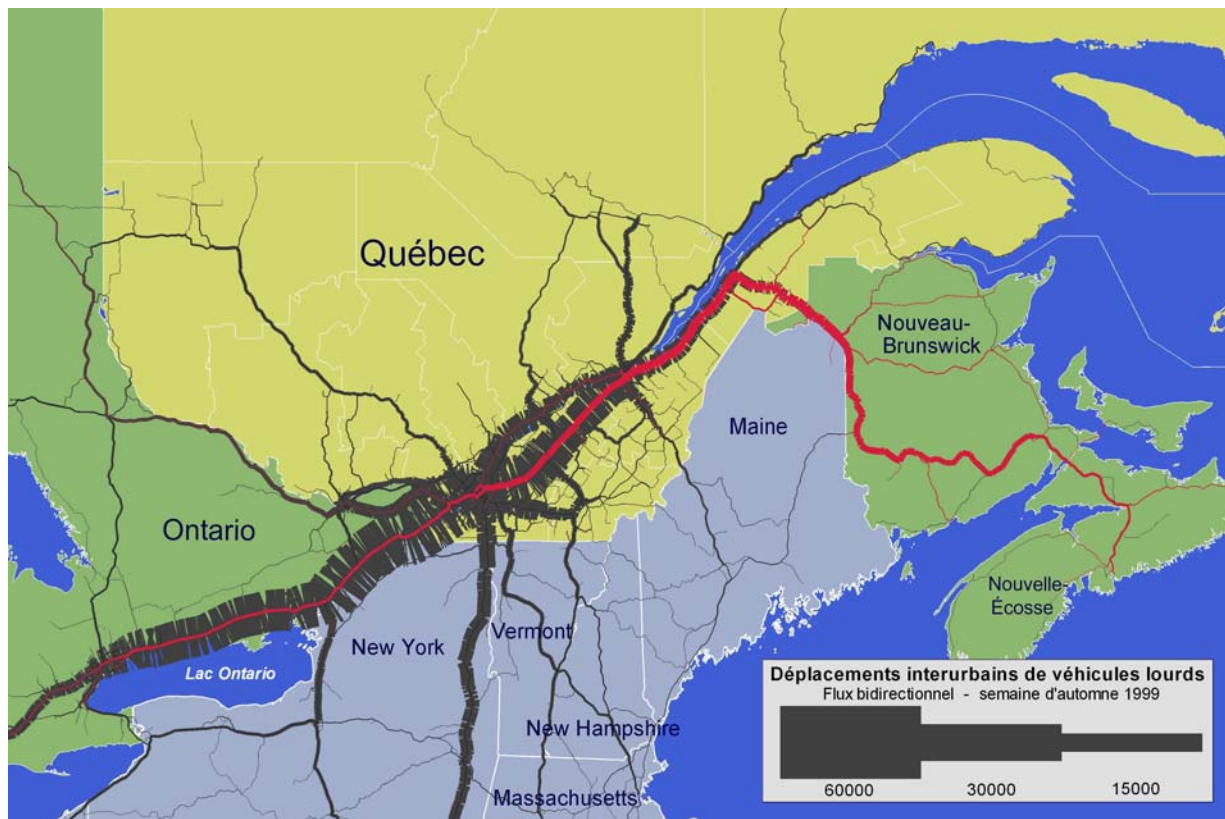 Québec
Nouveau-
Brunswick
Maine
Ontario
Nouvelle-
Écosse
New York
Vermont
Lac Ontario
New Hampshire
Massachusetts
Déplacements interurbains de véhicules lourds
Flux bidirectionnel - semaine d'automne 1999
60000 30000 15000